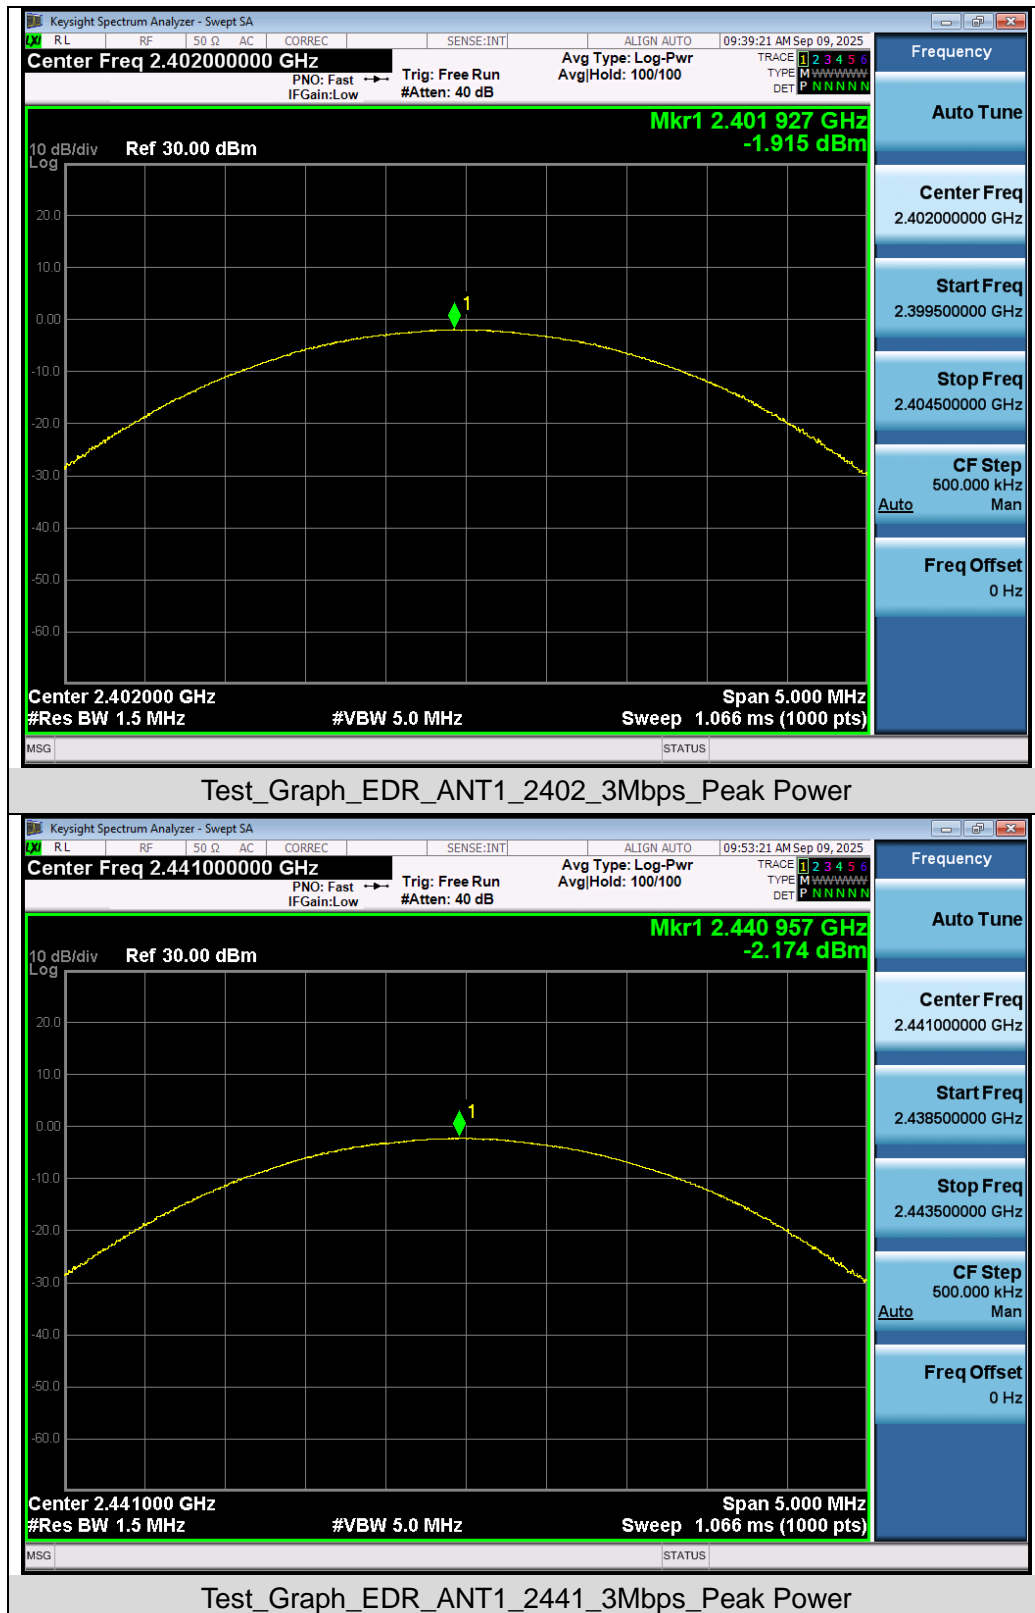 Keysight Spectrum Analyzer - Swept SA
LXI RL RF 50 Ω AC CORREC SENSE:INT ALIGN AUTO 09:39:21 AM Sep 09, 2025
Center Freq 2.402000000 GHz
PNO: Fast
IFGain:Low
Trig: Free Run
#Atten: 40 dB
Avg Type: Log-Pwr
Avg|Hold: 100/100
TRACE 1 2 3 4 5 6
TYPE M W W W W W
DET P N N N N N
Mkr1 2.401 927 GHz
-1.915 dBm
10 dB/div Ref 30.00 dBm
Log
20.0
10.0
0.00
-10.0
-20.0
-30.0
-40.0
-50.0
-60.0
1
Center 2.402000 GHz Span 5.000 MHz
#Res BW 1.5 MHz #VBW 5.0 MHz Sweep 1.066 ms (1000 pts)
MSG STATUS
Frequency
Auto Tune
Center Freq
2.402000000 GHz
Start Freq
2.399500000 GHz
Stop Freq
2.404500000 GHz
CF Step
500.000 kHz
Auto Man
Freq Offset
0 Hz
Test_Graph_EDR_ANT1_2402_3Mbps_Peak Power
Keysight Spectrum Analyzer - Swept SA
LXI RL RF 50 Ω AC CORREC SENSE:INT ALIGN AUTO 09:53:21 AM Sep 09, 2025
Center Freq 2.441000000 GHz
PNO: Fast
IFGain:Low
Trig: Free Run
#Atten: 40 dB
Avg Type: Log-Pwr
Avg|Hold: 100/100
TRACE 1 2 3 4 5 6
TYPE M W W W W W
DET P N N N N N
Mkr1 2.440 957 GHz
-2.174 dBm
10 dB/div Ref 30.00 dBm
Log
20.0
10.0
0.00
-10.0
-20.0
-30.0
-40.0
-50.0
-60.0
1
Center 2.441000 GHz Span 5.000 MHz
#Res BW 1.5 MHz #VBW 5.0 MHz Sweep 1.066 ms (1000 pts)
MSG STATUS
Frequency
Auto Tune
Center Freq
2.441000000 GHz
Start Freq
2.438500000 GHz
Stop Freq
2.443500000 GHz
CF Step
500.000 kHz
Auto Man
Freq Offset
0 Hz
Test_Graph_EDR_ANT1_2441_3Mbps_Peak Power